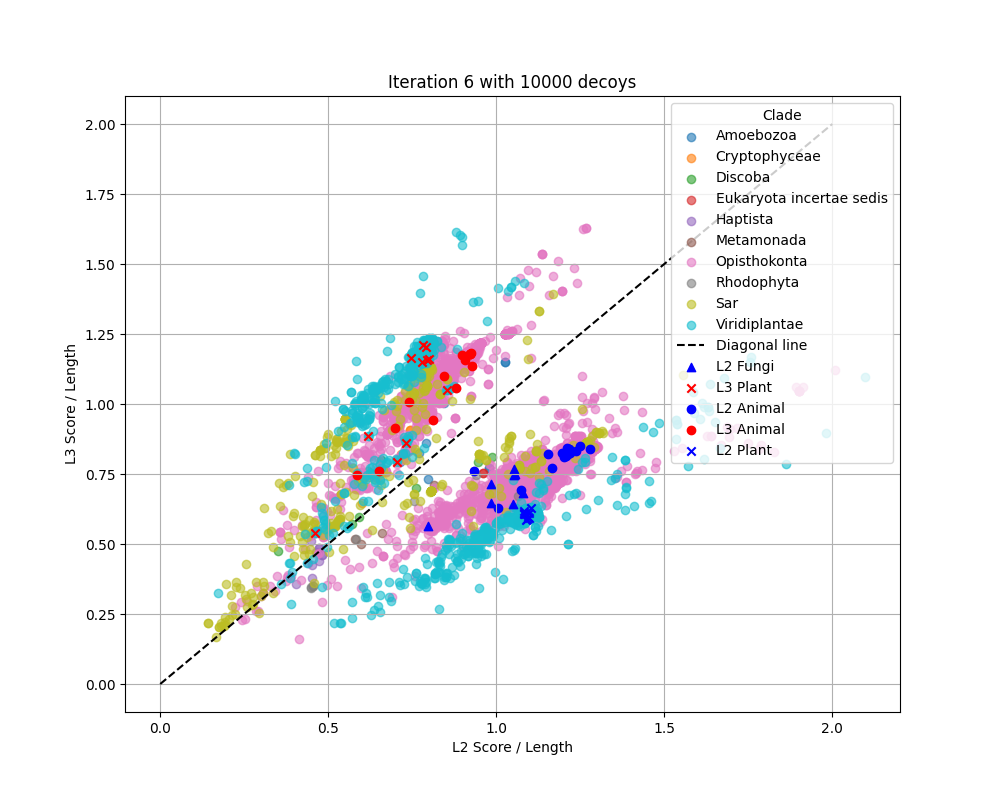 Iteration 6 with 10000 decoys
L3 Score / Length
2.00
1.75
1.50
1.25
1.00
0.75
0.50
0.25
0.00
0.0 0.5 1.0 1.5 2.0
L2 Score / Length
Clade
Amoebozoa
Cryptophyceae
Discoba
Eukaryota incertae sedis
Haptista
Metamonada
Opisthokonta
Rhodophyta
Sar
Viridiplantae
Diagonal line
L2 Fungi
L3 Plant
L2 Animal
L3 Animal
L2 Plant